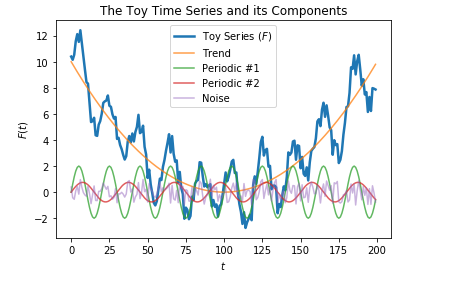 The Toy Time Series and its Components
Toy Series (F)
Trend
Periodic #1
Periodic #2
Noise
F(t)
12
10
8
6
4
2
0
−2
0 25 50 75 100 125 150 175 200
t